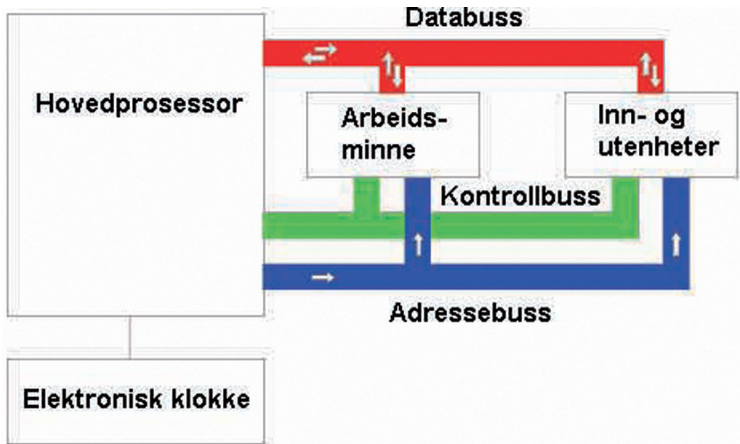 Databuss
Hovedprosessor
Arbeids-
minne
Inn- og
utenheter
Kontrollbuss
Adressebuss
Elektronisk klokke